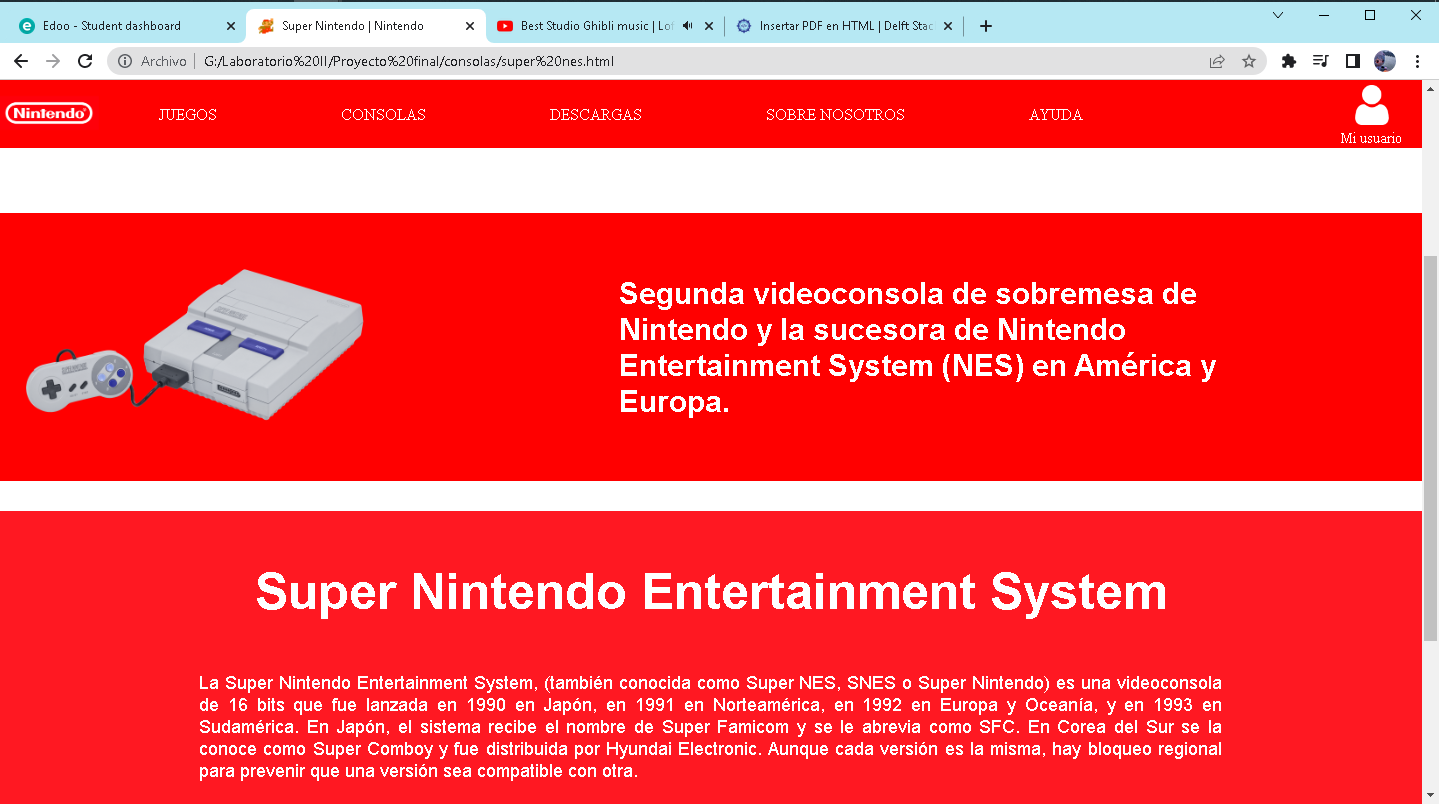 Edoo - Student dashboard
Super Nintendo | Nintendo
Best Studio Ghibli music | Lof
Insertar PDF en HTML | Delft Stac
Archivo | G:/Laboratorio%20II/Proyecto%20final/consolas/super%20nes.html
Nintendo
JUEGOS
CONSOLAS
DESCARGAS
SOBRE NOSOTROS
AYUDA
Mi usuario
Segunda videoconsola de sobremesa de
Nintendo y la sucesora de Nintendo
Entertainment System (NES) en América y
Europa.
Super Nintendo Entertainment System
La Super Nintendo Entertainment System, (también conocida como Super NES, SNES o Super Nintendo) es una videoconsola
de 16 bits que fue lanzada en 1990 en Japón, en 1991 en Norteamérica, en 1992 en Europa y Oceanía, y en 1993 en
Sudamérica. En Japón, el sistema recibe el nombre de Super Famicom y se le abrevia como SFC. En Corea del Sur se la
conoce como Super Comboy y fue distribuida por Hyundai Electronic. Aunque cada versión es la misma, hay bloqueo regional
para prevenir que una versión sea compatible con otra.